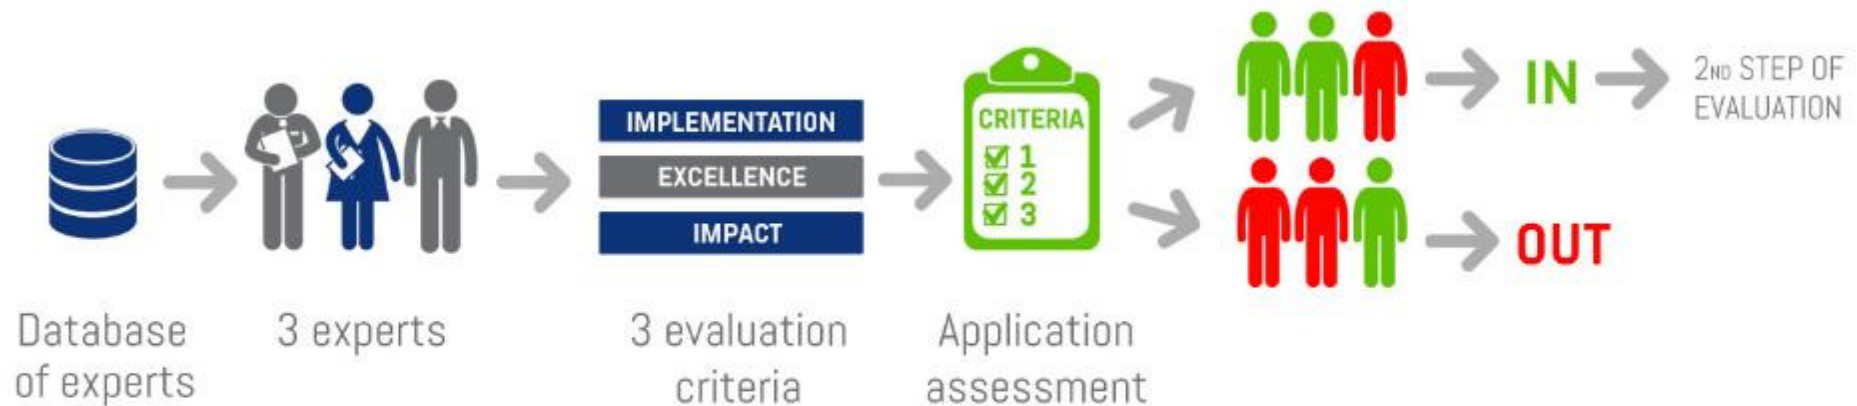 Database
of experts
3 experts
IMPLEMENTATION
EXCELLENCE
IMPACT
3 evaluation
criteria
CRITERIA
1
2
3
Application
assessment
IN
2ND STEP OF
EVALUATION
OUT